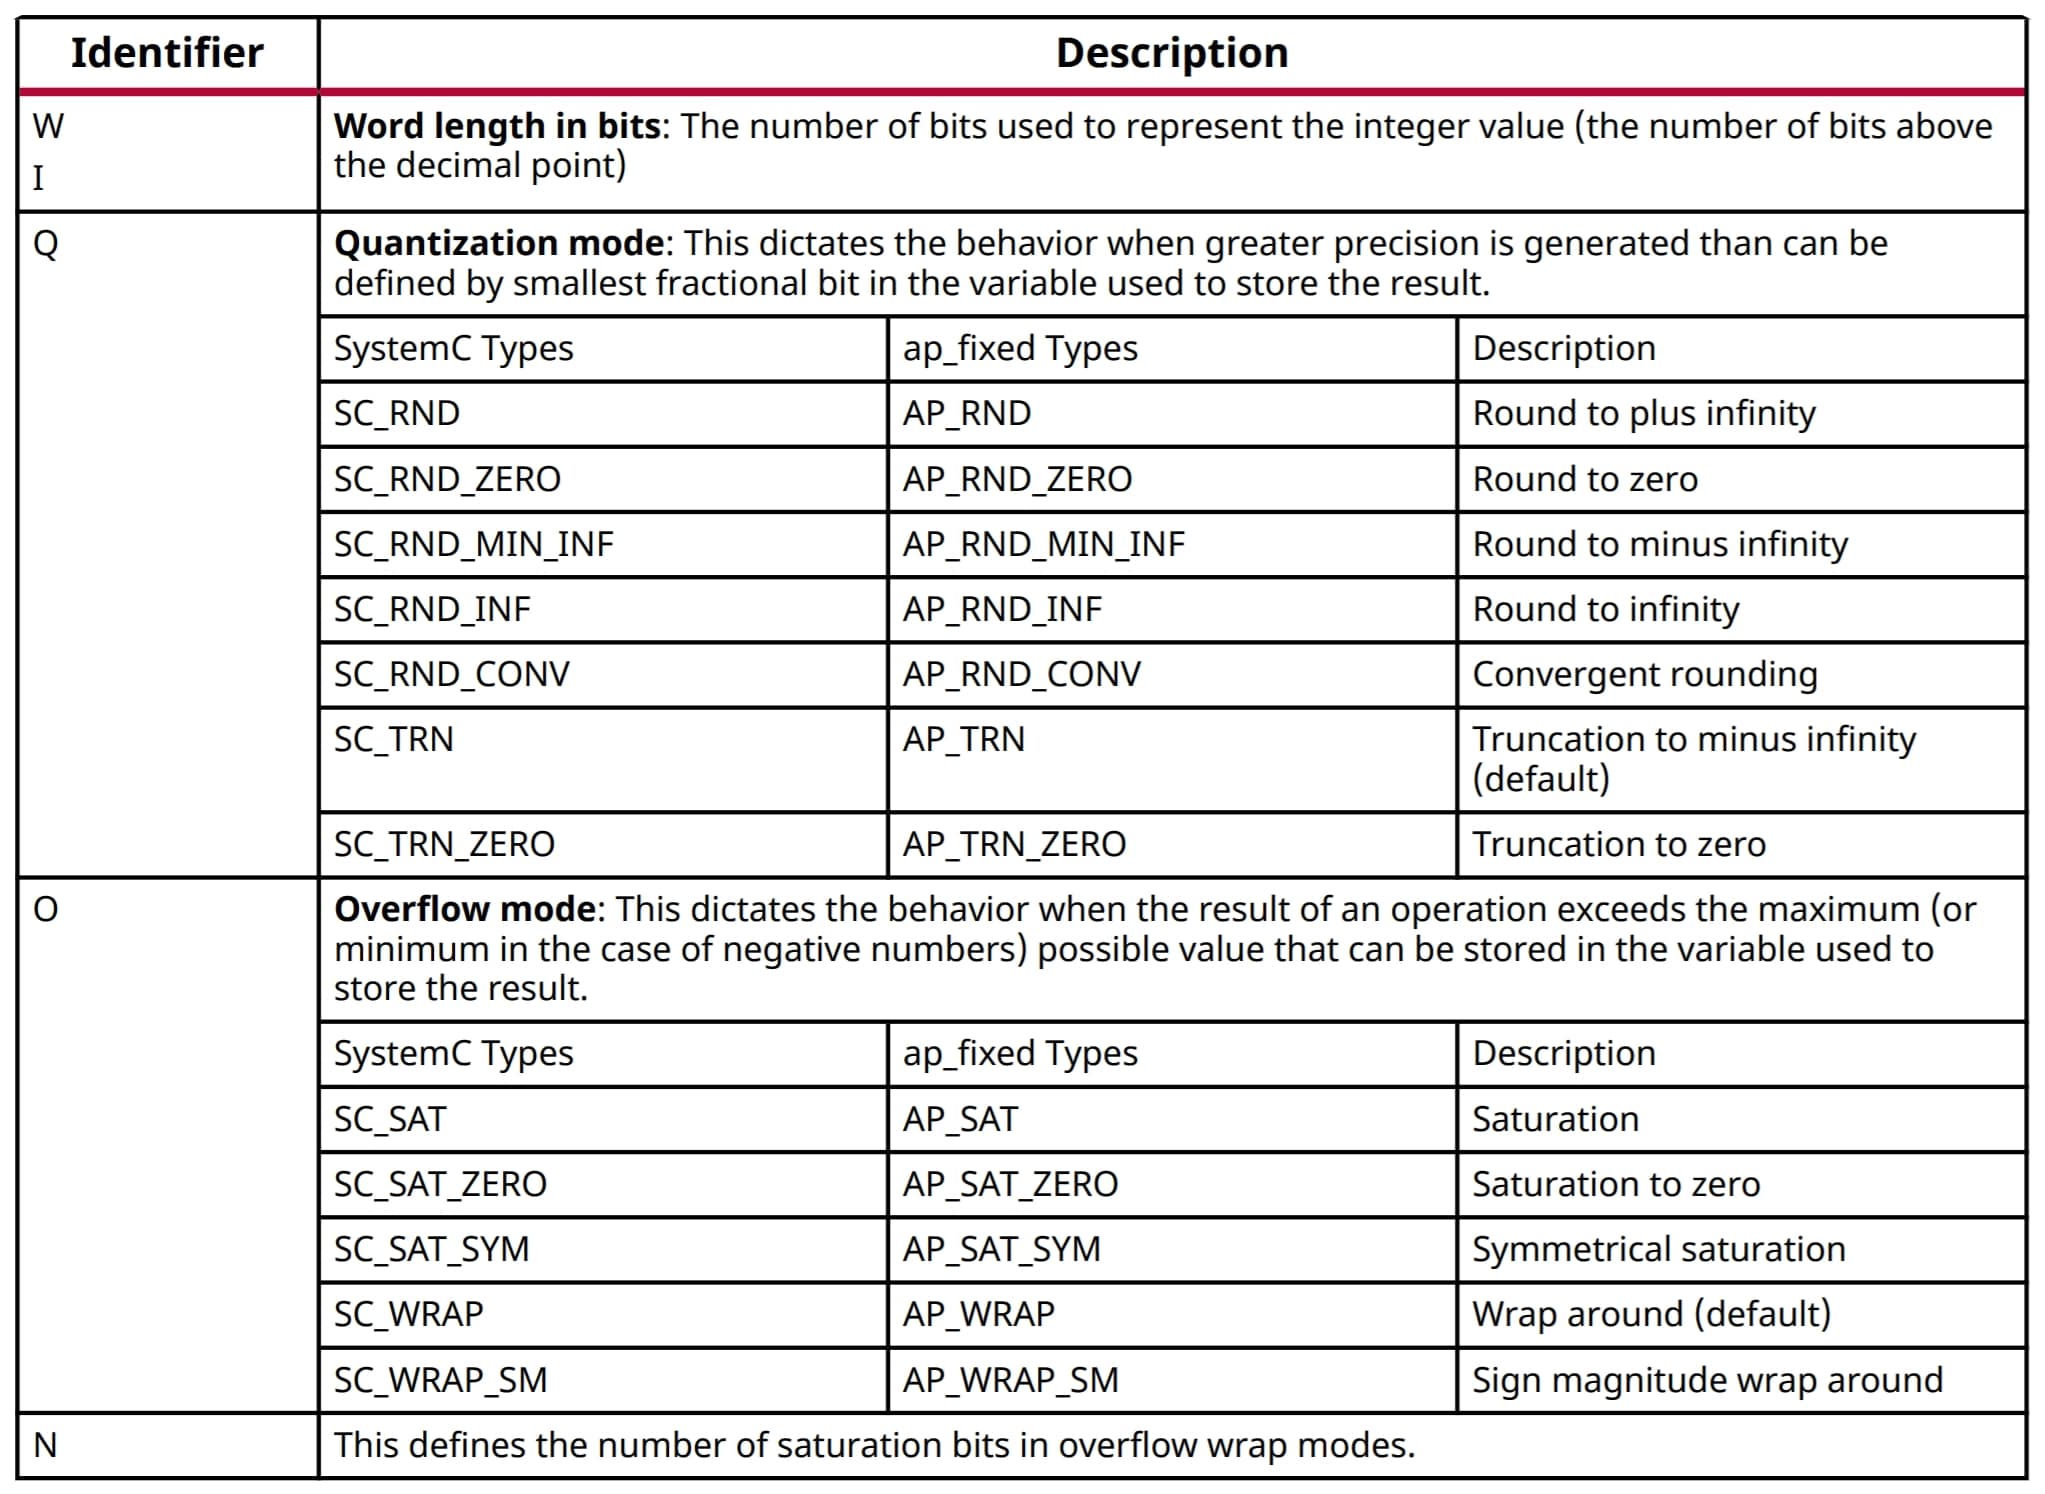 Identifier Description
W
I
Word length in bits: The number of bits used to represent the integer value (the number of bits above
the decimal point)
Q
Quantization mode: This dictates the behavior when greater precision is generated than can be
defined by smallest fractional bit in the variable used to store the result.
SystemC Types ap_fixed Types Description
SC_RND AP_RND Round to plus infinity
SC_RND_ZERO AP_RND_ZERO Round to zero
SC_RND_MIN_INF AP_RND_MIN_INF Round to minus infinity
SC_RND_INF AP_RND_INF Round to infinity
SC_RND_CONV AP_RND_CONV Convergent rounding
SC_TRN AP_TRN Truncation to minus infinity
(default)
SC_TRN_ZERO AP_TRN_ZERO Truncation to zero
O
Overflow mode: This dictates the behavior when the result of an operation exceeds the maximum (or
minimum in the case of negative numbers) possible value that can be stored in the variable used to
store the result.
SystemC Types ap_fixed Types Description
SC_SAT AP_SAT Saturation
SC_SAT_ZERO AP_SAT_ZERO Saturation to zero
SC_SAT_SYM AP_SAT_SYM Symmetrical saturation
SC_WRAP AP_WRAP Wrap around (default)
SC_WRAP_SM AP_WRAP_SM Sign magnitude wrap around
N This defines the number of saturation bits in overflow wrap modes.